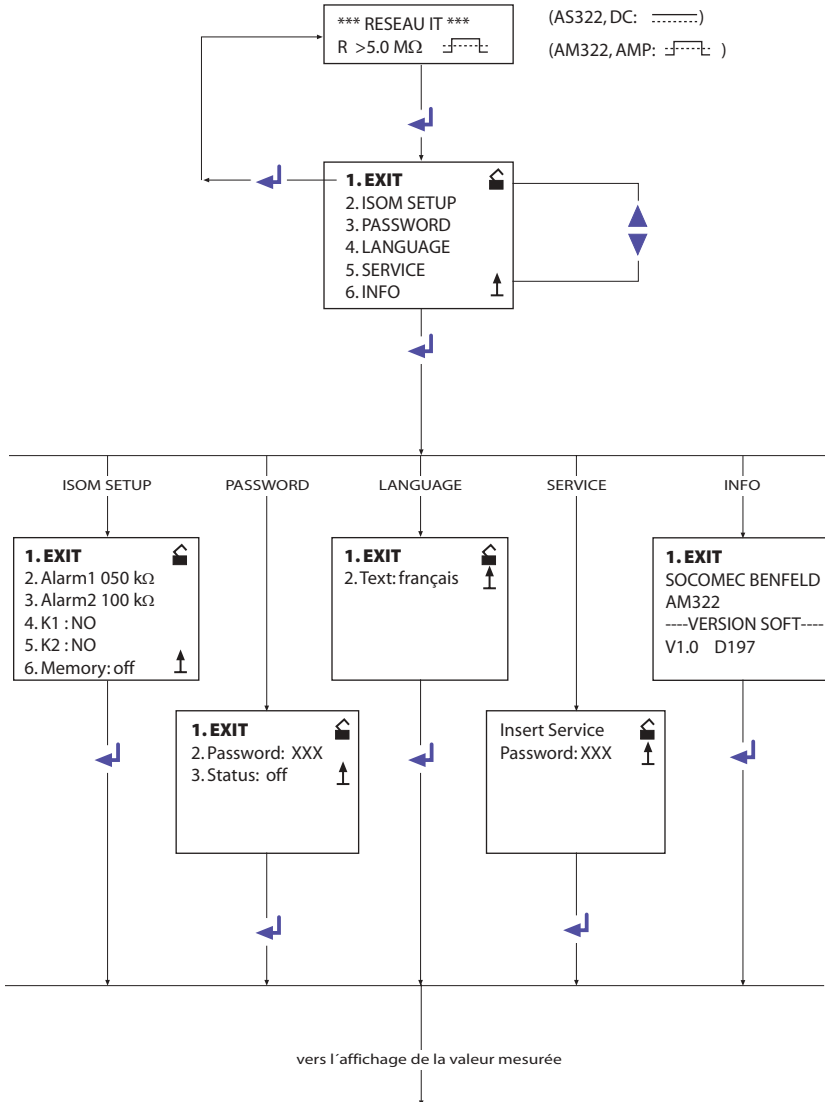 *** RESEAU IT ***
R >5.0 MΩ
(AS322, DC: )
(AM322, AMP: )
1. EXIT
2. ISOM SETUP
3. PASSWORD
4. LANGUAGE
5. SERVICE
6. INFO
ISOM SETUP
PASSWORD
LANGUAGE
SERVICE
INFO
1. EXIT
2. Alarm1 050 kΩ
3. Alarm2 100 kΩ
4. K1 : NO
5. K2 : NO
6. Memory: off
1. EXIT
2. Text: français
1. EXIT
SOCOMEC BENFELD
AM322
----VERSION SOFT----
V1.0 D197
1. EXIT
2. Password: XXX
3. Status: off
Insert Service
Password: XXX
vers l´affichage de la valeur mesurée